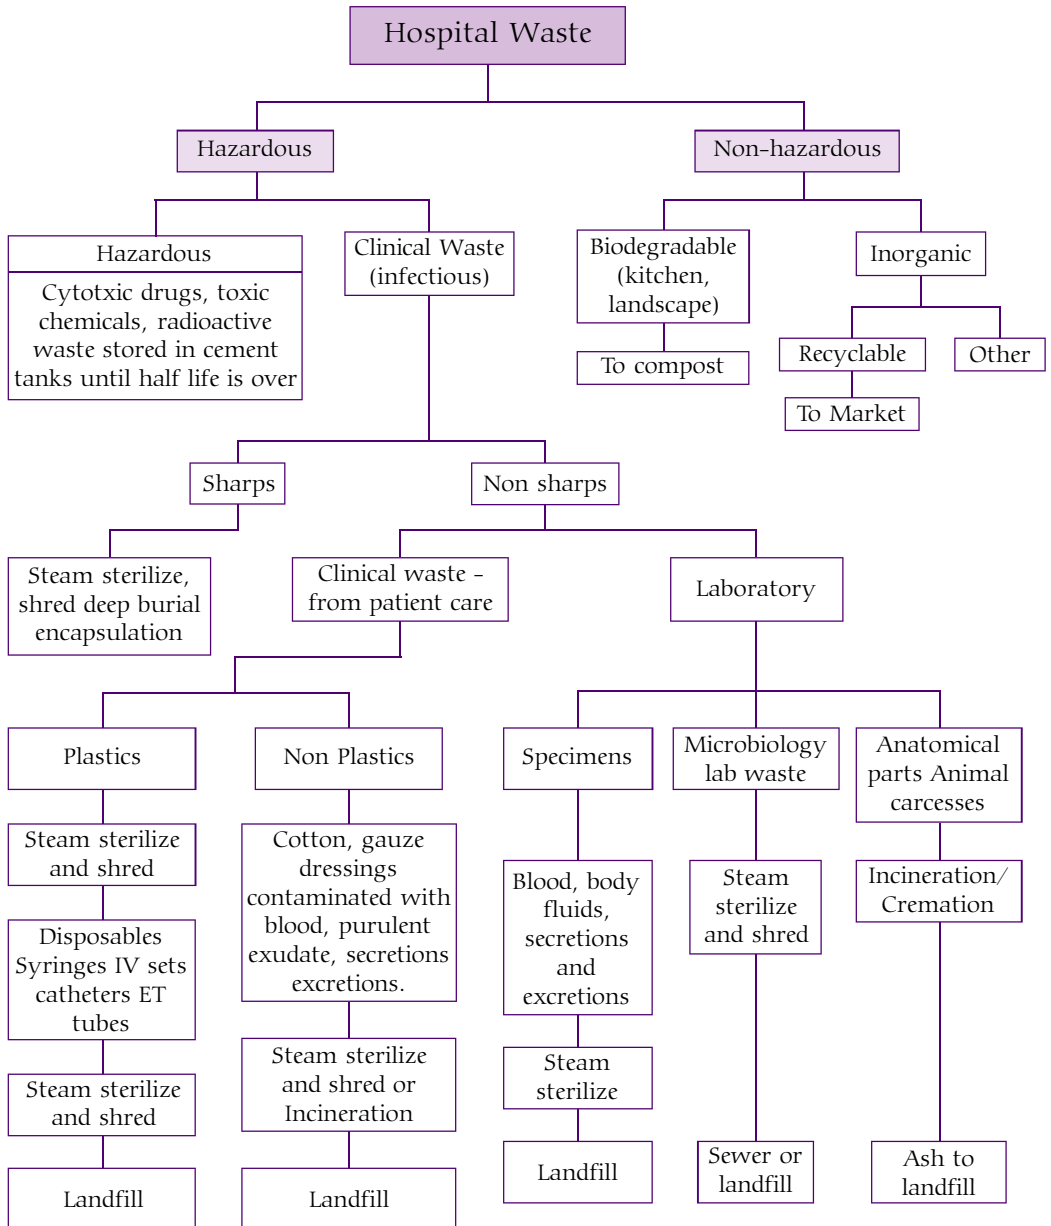 Hospital Waste
Hazardous
Non-hazardous
Hazardous
Cytotxic drugs, toxic
chemicals, radioactive
waste stored in cement
tanks until half life is over
Clinical Waste
(infectious)
Biodegradable
(kitchen,
landscape)
Inorganic
To compost
Recyclable
Other
To Market
Sharps
Non sharps
Steam sterilize,
shred deep burial
encapsulation
Clinical waste -
from patient care
Laboratory
Plastics
Non Plastics
Specimens
Microbiology
lab waste
Anatomical
parts Animal
carcesses
Steam sterilize
and shred
Cotton, gauze
dressings
contaminated with
blood, purulent
exudate, secretions
excretions.
Blood, body
fluids,
secretions
and
excretions
Steam
sterilize
and shred
Incineration/
Cremation
Disposables
Syringes IV sets
catheters ET
tubes
Steam sterilize
and shred
Steam sterilize
and shred or
Incineration
Steam
sterilize
Landfill
Landfill
Landfill
Sewer or
landfill
Ash to
landfill